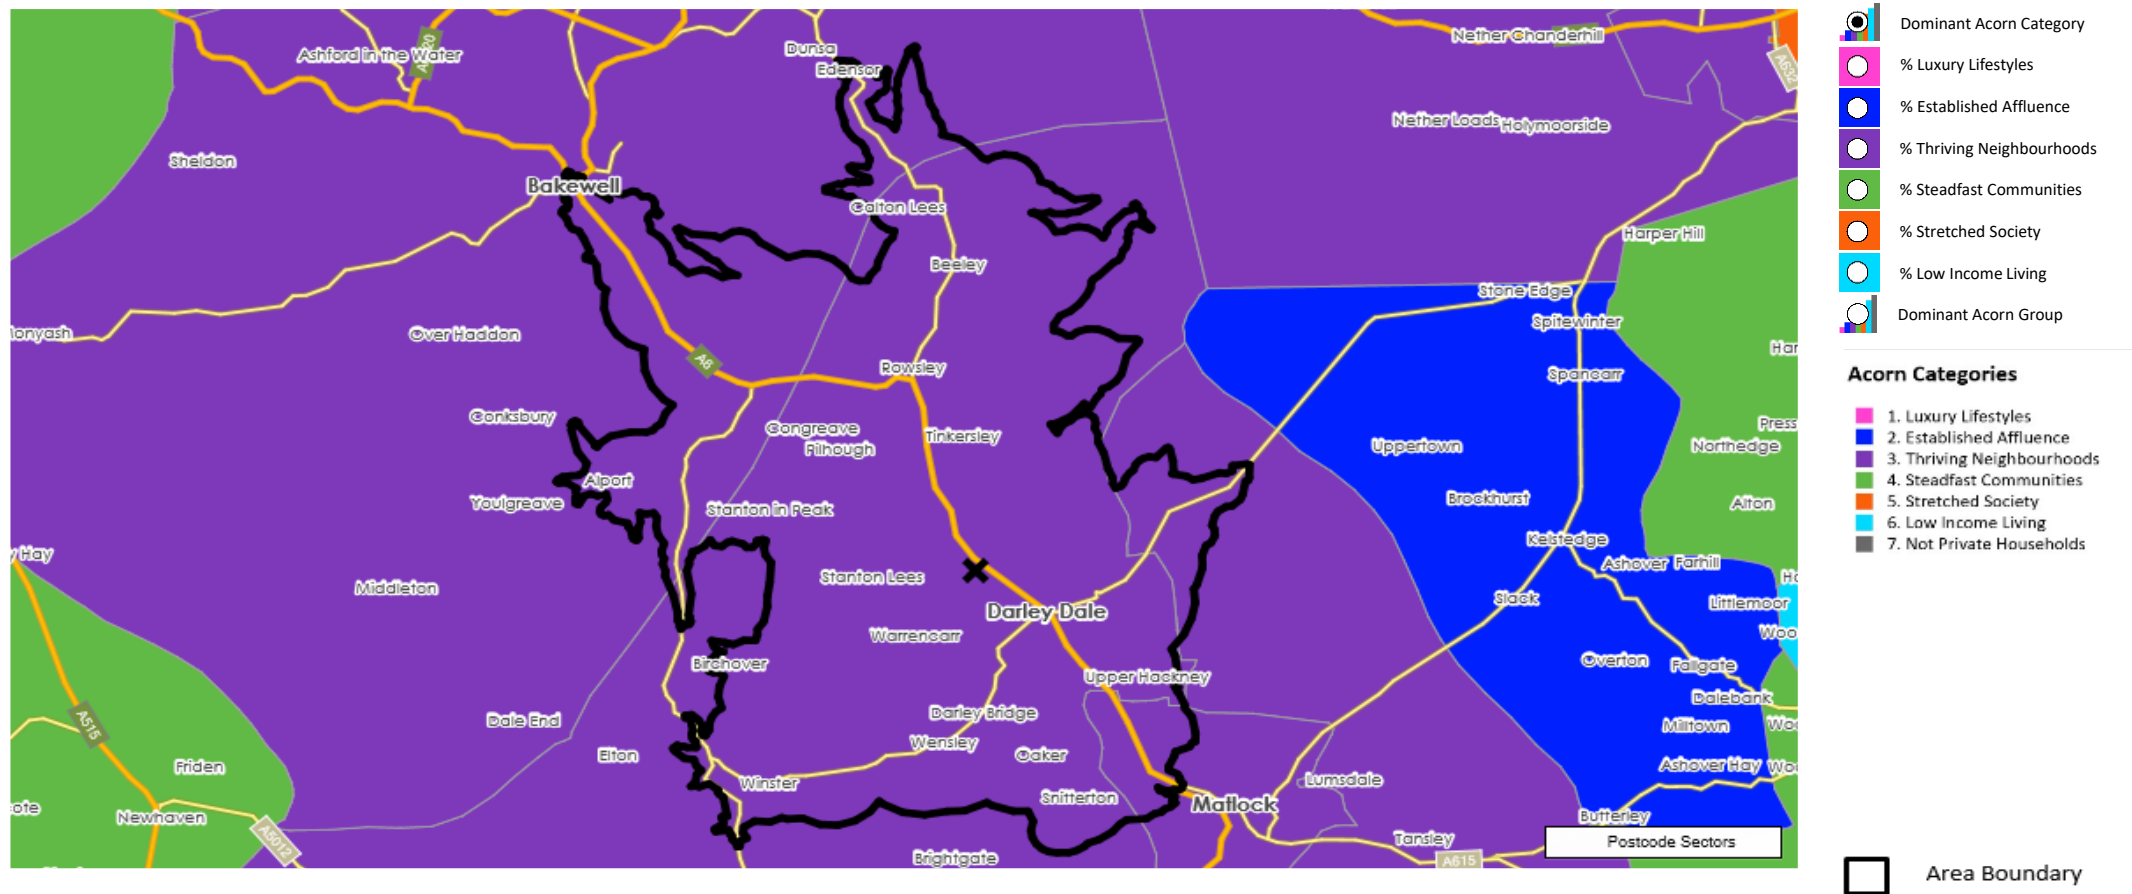 Dunsa
Edensor
Ashford in the Water
Nether Chanderhill
A632
Nether Loads
Holymoorside
Sheldon
Bakewell
Calton Lees
Harper Hill
Beeley
Stone Edge
Spitewinter
Over Haddon
A6
Rowsley
Spancarr
Conksbury
Congreave
Pilhough
Tinkersley
Uppertown
Northedge
Alport
Youlgreave
Stanton in Peak
Brockhurst
Alton
Kelstedge
Ashover
Farhill
Middleton
Stanton Lees
Slack
Littlemoor
Darley Dale
Warrencarr
Birchover
Upper Hackney
Overton
Fallgate
Dalebank
A515
Dale End
Darley Bridge
Milltown
Wensley
Oaker
Elton
Friden
Winster
Lumsdale
Ashover Hay
Snitterton
Matlock
Newhaven
Butterley
A5012
Tansley
Postcode Sectors
Brightgate
A615
Dominant Acorn Category
% Luxury Lifestyles
% Established Affluence
% Thriving Neighbourhoods
% Steadfast Communities
% Stretched Society
% Low Income Living
Dominant Acorn Group
Acorn Categories
1. Luxury Lifestyles
2. Established Affluence
3. Thriving Neighbourhoods
4. Steadfast Communities
5. Stretched Society
6. Low Income Living
7. Not Private Households
Area Boundary